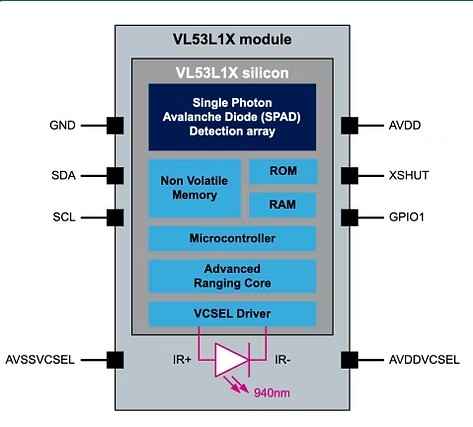 VL53L1X module
VL53L1X silicon
Single Photon
Avalanche Diode (SPAD)
Detection array
GND
AVDD
SDA
Non Volatile
Memory
ROM
XSHUT
SCL
RAM
GPIO1
Microcontroller
Advanced
Ranging Core
VCSEL Driver
AVSSVCSEL
IR+
IR-
AVDDVCSEL
940nm